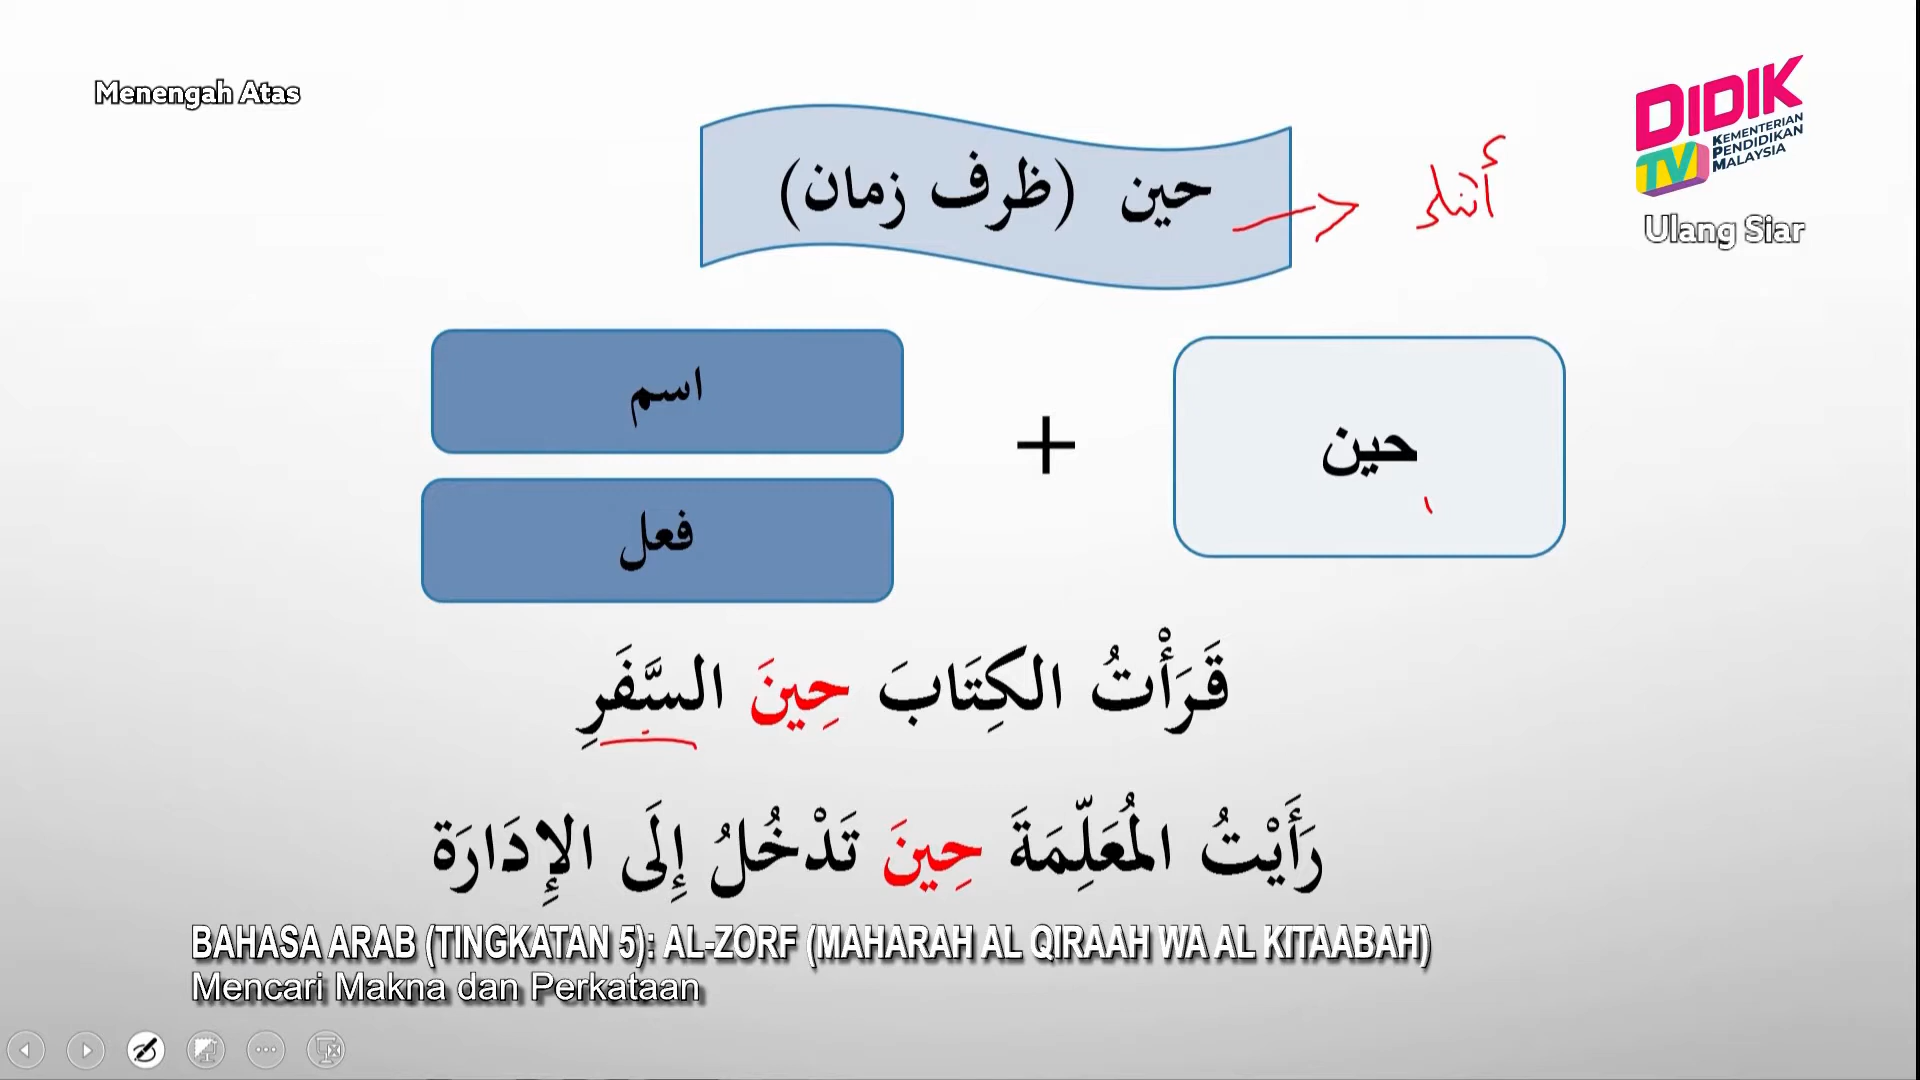 Menengah Atas
DIDIK
TV
KEMENTERIAN
PENDIDIKAN
MALAYSIA
Ulang Siar
حين (ظرف زمان)
أثناء
حين
+
اسم
فعل
قَرَأْتُ الكِتَابَ حِينَ السَّفَرِ
رَأَيْتُ المُعَلِّمَةَ حِينَ تَدْخُلُ إِلَى الإِدَارَة
BAHASA ARAB (TINGKATAN 5): AL-ZORF (MAHARAH AL QIRAAH WA AL KITAABAH)
Mencari Makna dan Perkataan